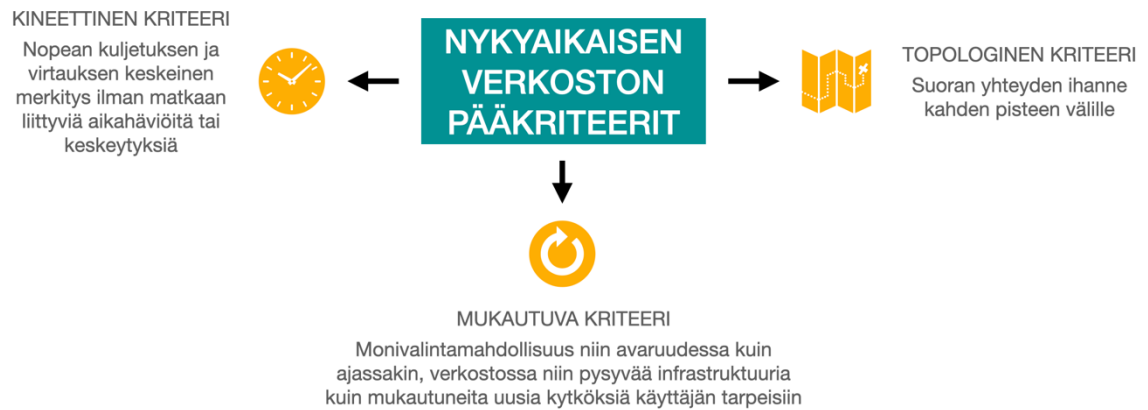 KINEETTINEN KRITEERI
Nopean kuljetuksen ja
virtauksen keskeinen
merkitys ilman matkaan
liittyviä aikahäviöitä tai
keskeytyksiä
NYKYAIKAISEN
VERKOSTON
PÄÄKRITEERIT
TOPOLOGINEN KRITEERI
Suoran yhteyden ihanne
kahden pisteen välille
MUKAUTUVA KRITEERI
Monivalintamahdollisuus niin avaruudessa kuin
ajassakin, verkostossa niin pysyvää infrastruktuuria
kuin mukautuneita uusia kytköksiä käyttäjän tarpeisiin